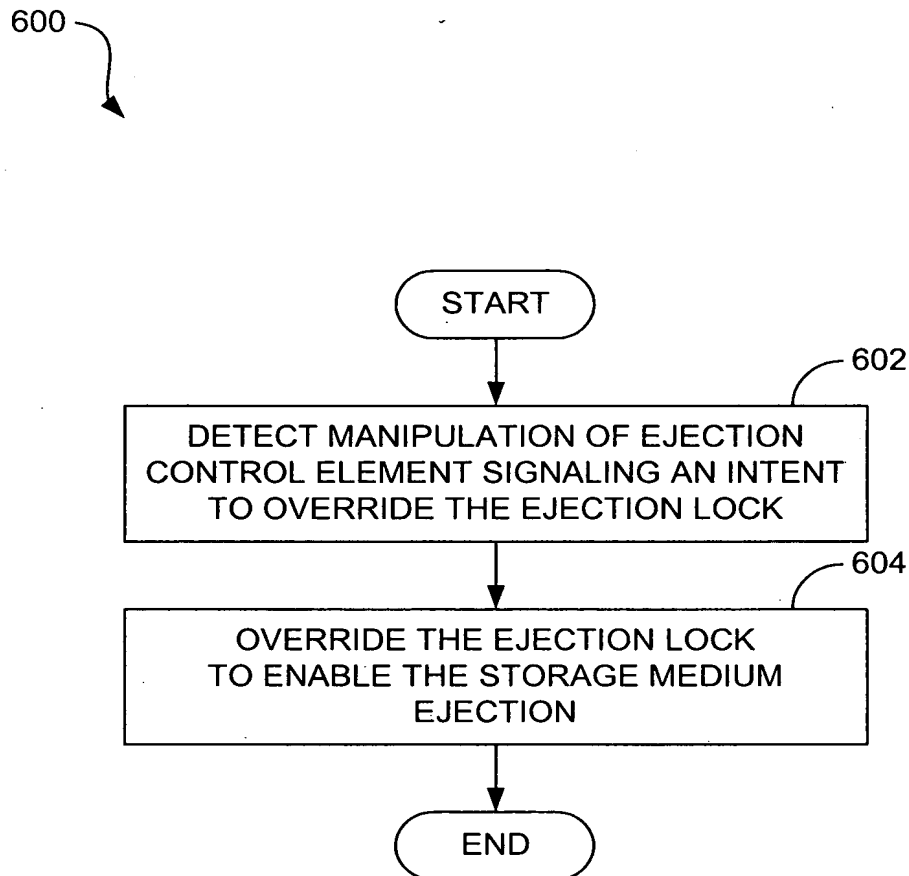 600
START
602
DETECT MANIPULATION OF EJECTION
CONTROL ELEMENT SIGNALING AN INTENT
TO OVERRIDE THE EJECTION LOCK
604
OVERRIDE THE EJECTION LOCK
TO ENABLE THE STORAGE MEDIUM
EJECTION
END